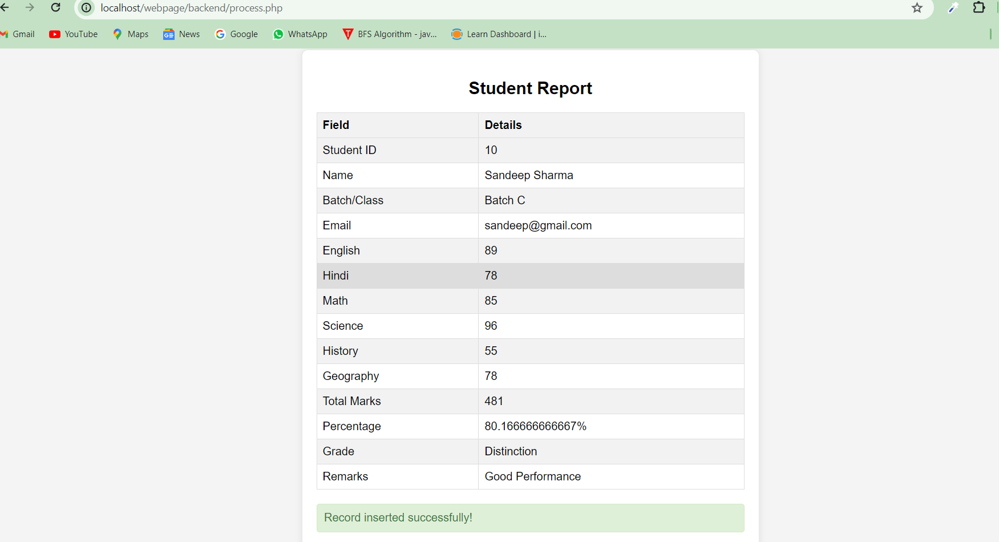 localhost/webpage/backend/process.php
Gmail YouTube Maps News Google WhatsApp BFS Algorithm - jav... Learn Dashboard | i...
Student Report
Field Details
Student ID 10
Name Sandeep Sharma
Batch/Class Batch C
Email sandeep@gmail.com
English 89
Hindi 78
Math 85
Science 96
History 55
Geography 78
Total Marks 481
Percentage 80.166666666667%
Grade Distinction
Remarks Good Performance
Record inserted successfully!